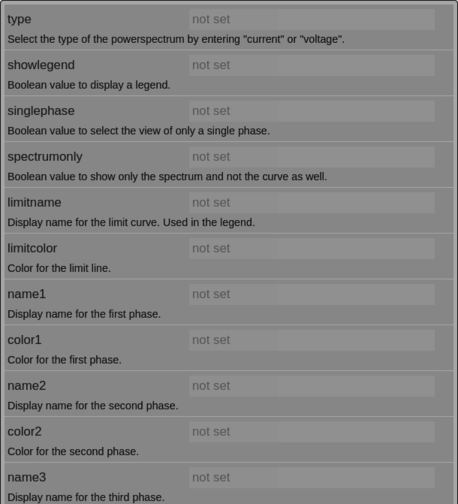 type not set
Select the type of the powerspectrum by entering "current" or "voltage".
showlegend not set
Boolean value to display a legend.
singlephase not set
Boolean value to select the view of only a single phase.
spectrumonly not set
Boolean value to show only the spectrum and not the curve as well.
limitname not set
Display name for the limit curve. Used in the legend.
limitcolor not set
Color for the limit line.
name1 not set
Display name for the first phase.
color1 not set
Color for the first phase.
name2 not set
Display name for the second phase.
color2 not set
Color for the second phase.
name3 not set
Display name for the third phase.